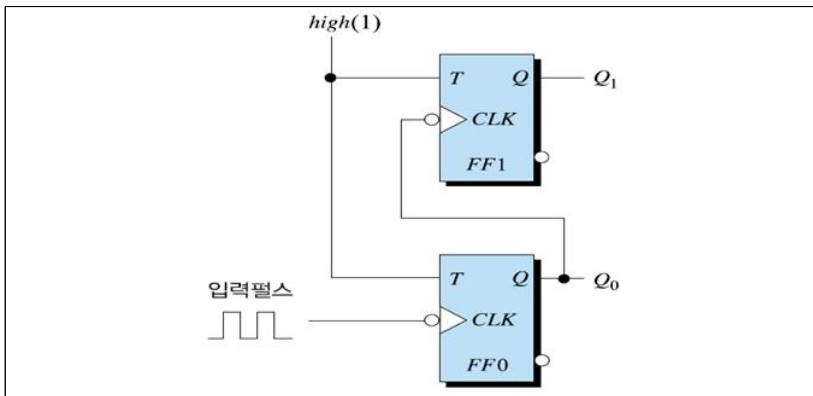 high(1)
T Q Q₁
CLK
FF1
T Q Q₀
입력펄스
CLK
FF0